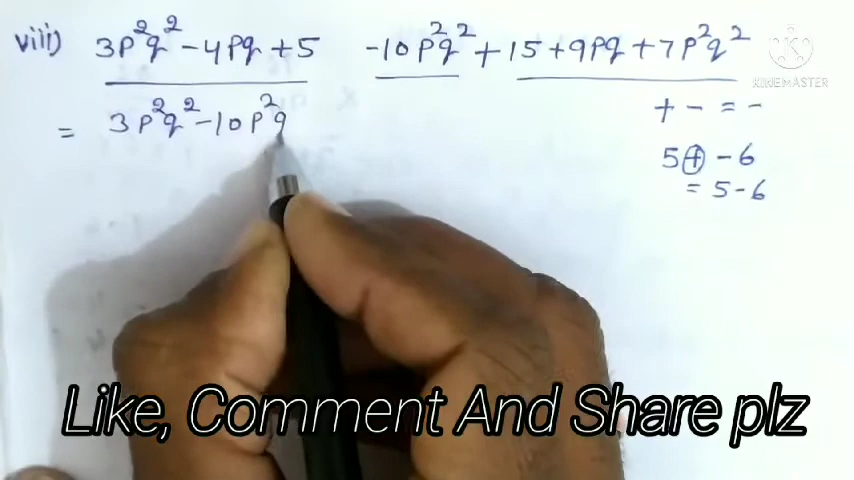 viii) 3p²q² - 4pq + 5 -10p²q² + 15 + 9pq + 7p²q²
KINEMASTER
= 3p²q² - 10p²q
+ - = -
5 + - 6
= 5 - 6
Like, Comment And Share plz